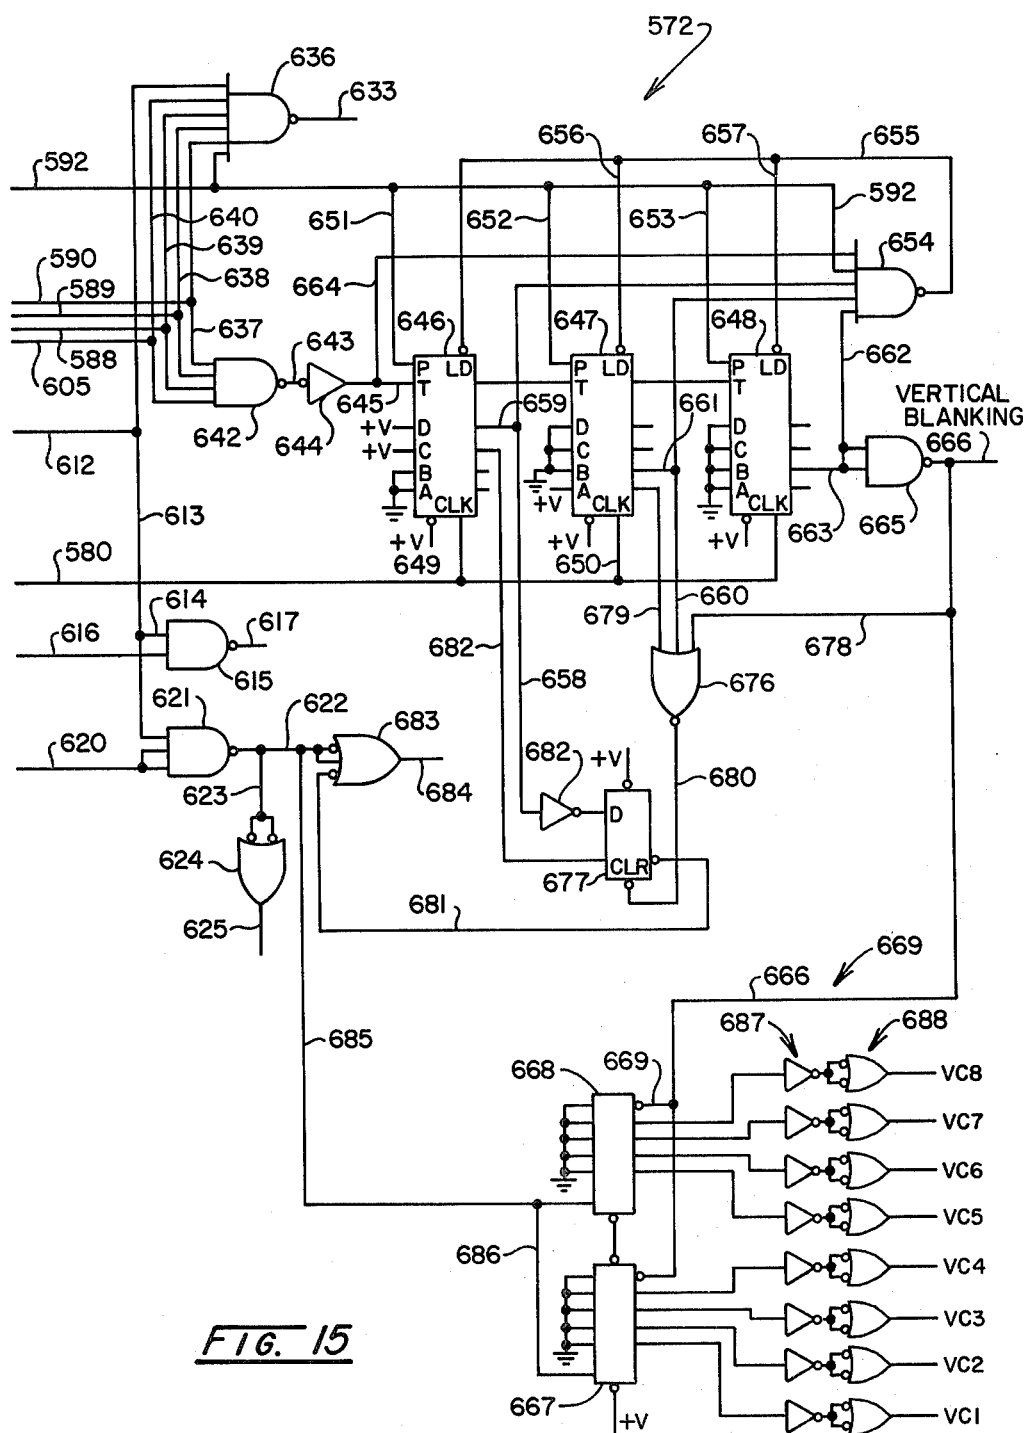 572
636
633
656
657
655
592
651
652
653
592
640
639
654
590
589
638
664
588
637
646
647
648
605
643
662
P LD
P LD
P LD
T
T
T
VERTICAL
BLANKING
645
659
661
666
642
644
+V D
D
D
+V C
C
C
612
B
B
B
A
A
A
CLK
+V CLK
CLK
663
665
613
+V
+V
+V
580
649
650
614
617
679
660
616
682
678
615
658
676
621
622
683
620
682
+V
680
623
684
D
624
677 CLR
681
625
669
666
687
688
685
668
669
VC8
VC7
VC6
VC5
686
VC4
VC3
FIG. 15
VC2
667
+V
VC1